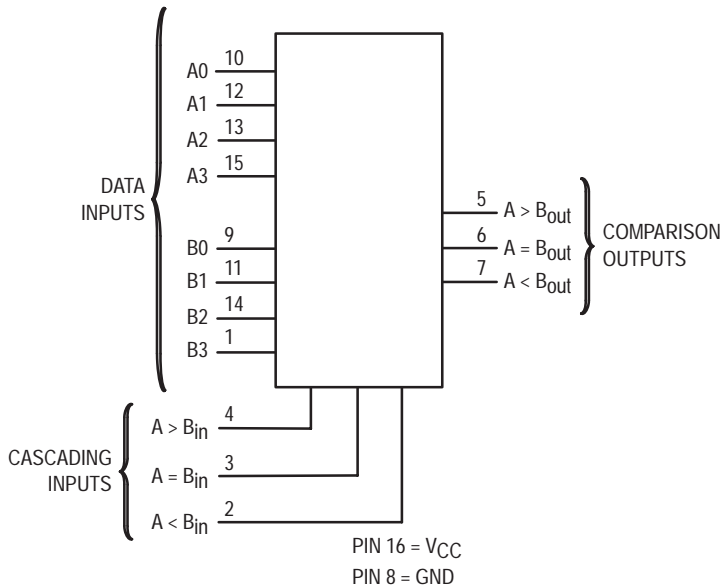 A0 10
A1 12
A2 13
A3 15
DATA
INPUTS
B0 9
B1 11
B2 14
B3 1
5 A > Bout
6 A = Bout
7 A < Bout
COMPARISON
OUTPUTS
A > Bin 4
A = Bin 3
A < Bin 2
CASCADING
INPUTS
PIN 16 = VCC
PIN 8 = GND